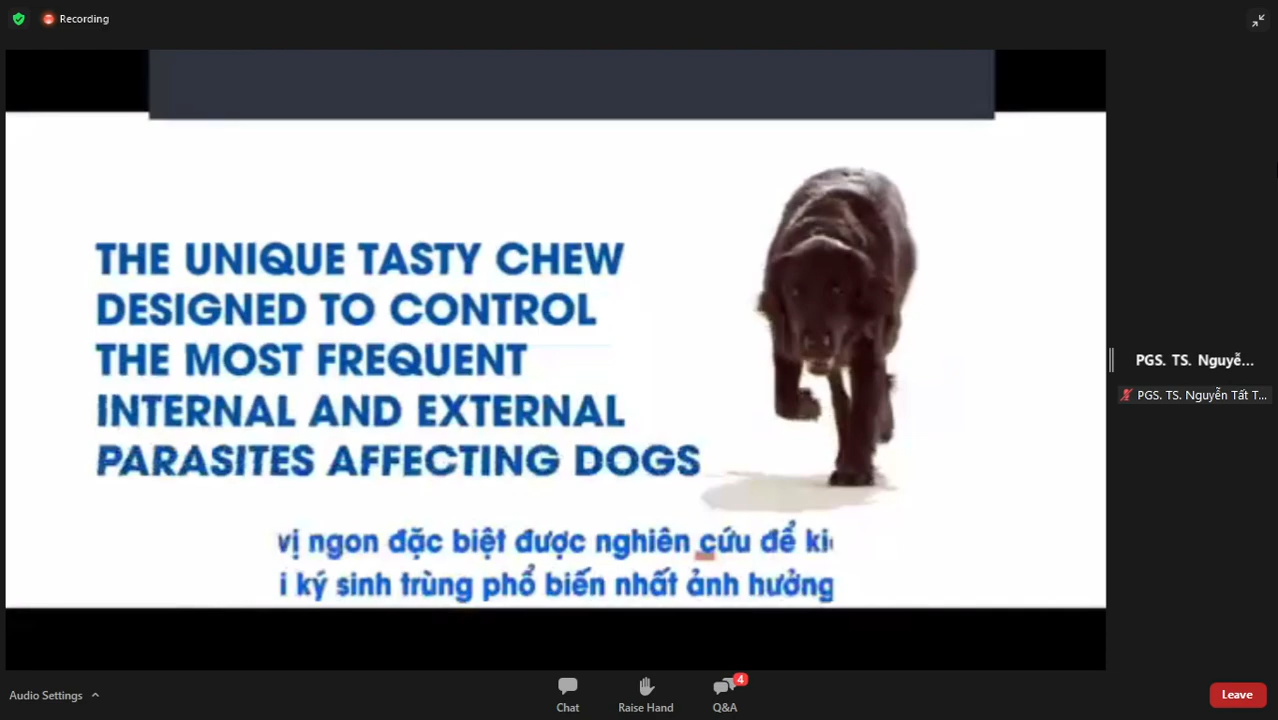 Recording
THE UNIQUE TASTY CHEW
DESIGNED TO CONTROL
THE MOST FREQUENT
INTERNAL AND EXTERNAL
PARASITES AFFECTING DOGS
vị ngon đặc biệt được nghiên cứu để
ký sinh trùng phổ biến nhất ảnh hưởng
PGS. TS. Nguyễ...
PGS. TS. Nguyễn Tất T...
Audio Settings
Chat
Raise Hand
4
Q&A
Leave